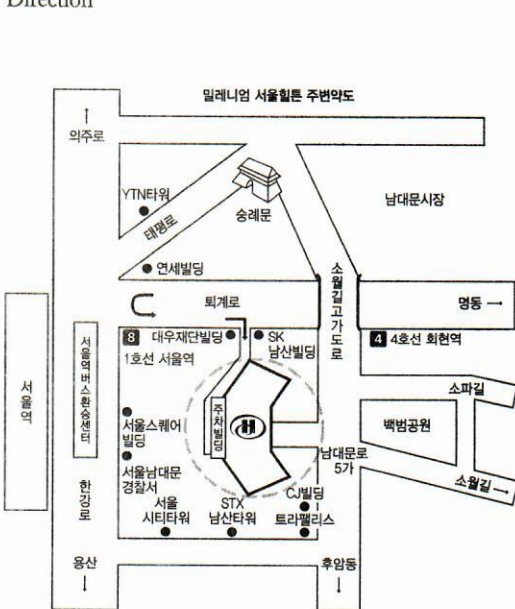 Direction
밀레니엄 서울힐튼 주변약도
의주로
YTN타워
태평로
숭례문
남대문시장
연세빌딩
소월길고가도로
퇴계로
명동
8
대우재단빌딩
SK
남산빌딩
4
4호선 회현역
1호선 서울역
서울역
서울역버스환승센터
소파길
주차빌딩
H
백범공원
서울스퀘어
빌딩
남대문로
5가
서울남대문
경찰서
소월길
한강로
서울
시티타워
STX
남산타워
CJ빌딩
트라팰리스
용산
후암동